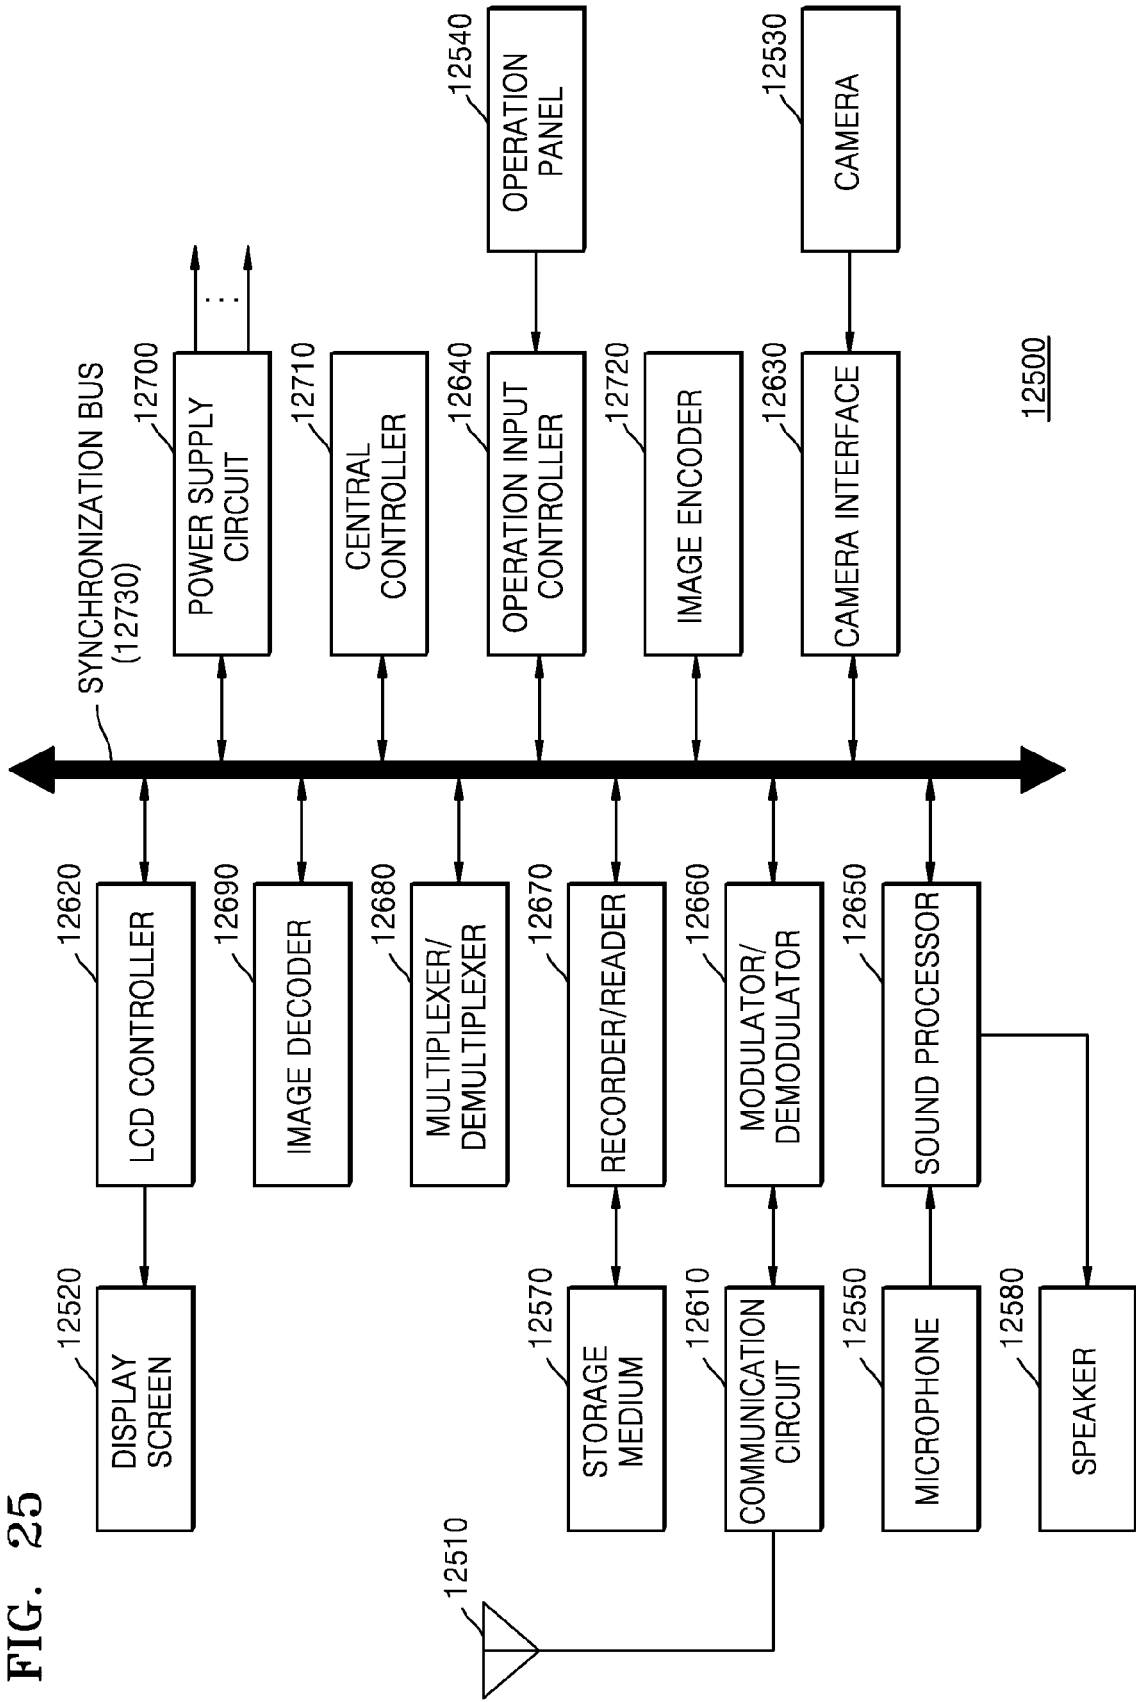 FIG. 25
12510
DISPLAY
SCREEN
12520
STORAGE
MEDIUM
12570
COMMUNICATION
CIRCUIT
12610
MICROPHONE
12550
SPEAKER
12580
LCD CONTROLLER
12620
IMAGE DECODER
12690
MULTIPLEXER/
DEMULTIPLEXER
12680
RECORDER/READER
12670
MODULATOR/
DEMODULATOR
12660
SOUND PROCESSOR
12650
SYNCHRONIZATION BUS
(12730)
POWER SUPPLY
CIRCUIT
12700
CENTRAL
CONTROLLER
12710
OPERATION INPUT
CONTROLLER
12640
IMAGE ENCODER
12720
CAMERA INTERFACE
12630
OPERATION
PANEL
12540
CAMERA
12530
12500